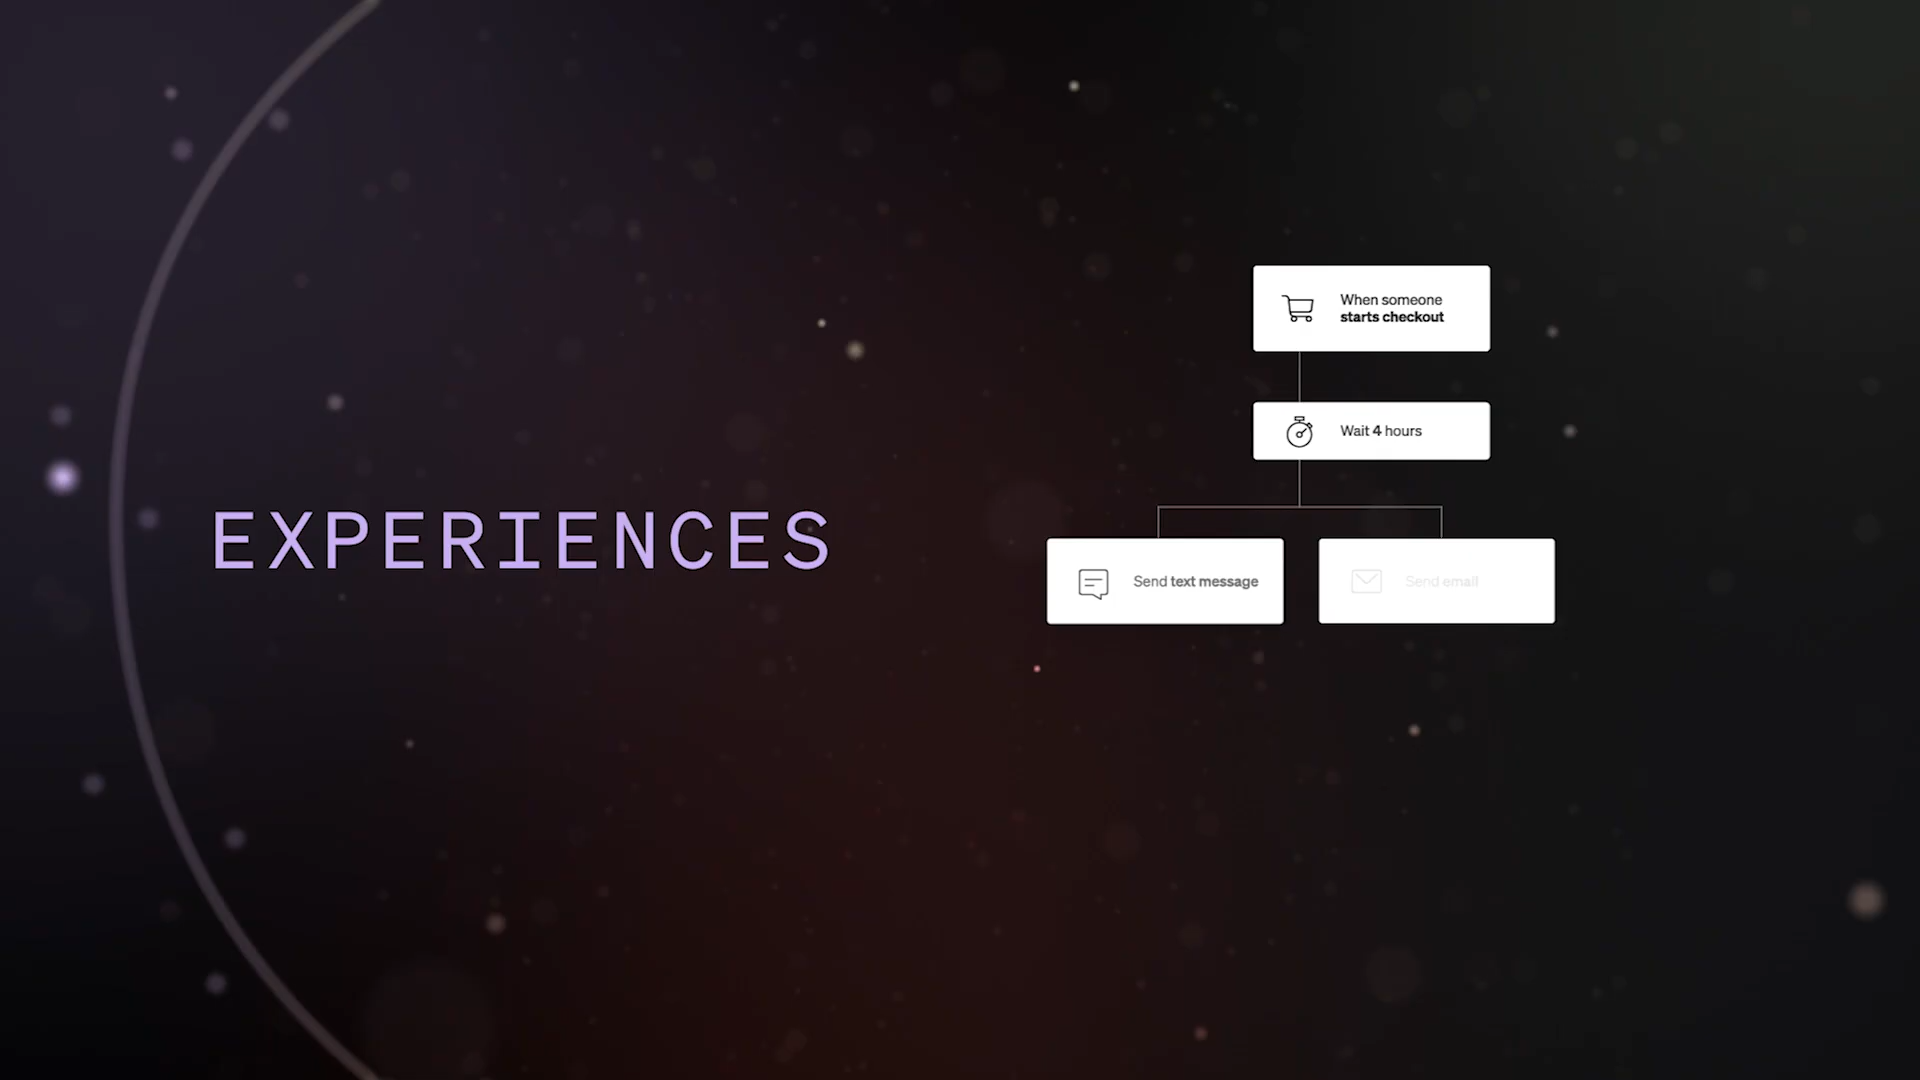 EXPERIENCES
When someone
starts checkout
Wait 4 hours
Send text message
Send email